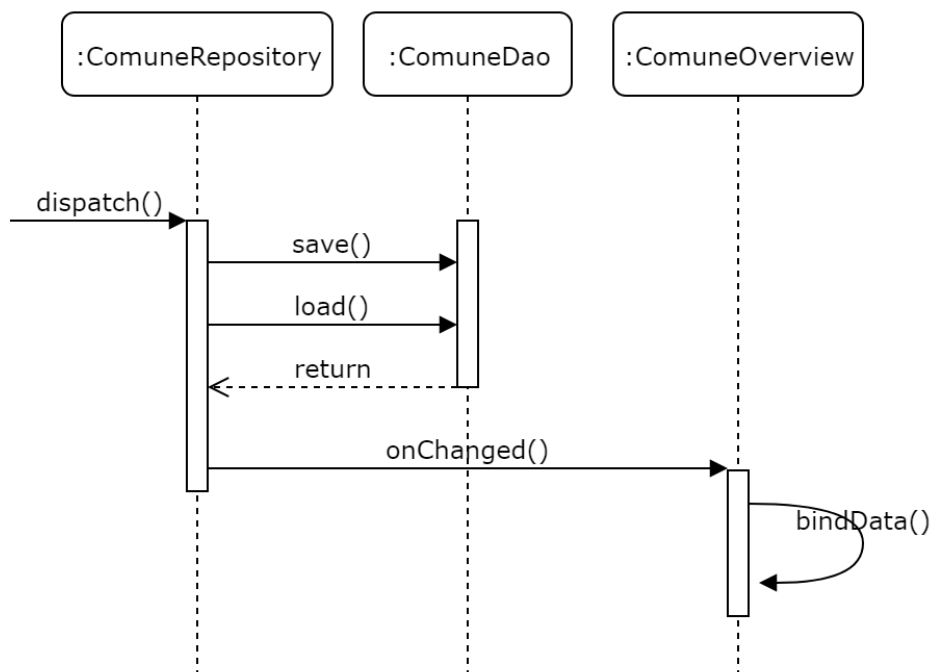 :ComuneRepository
:ComuneDao
:ComuneOverview
dispatch()
save()
load()
return
onChanged()
bindData()